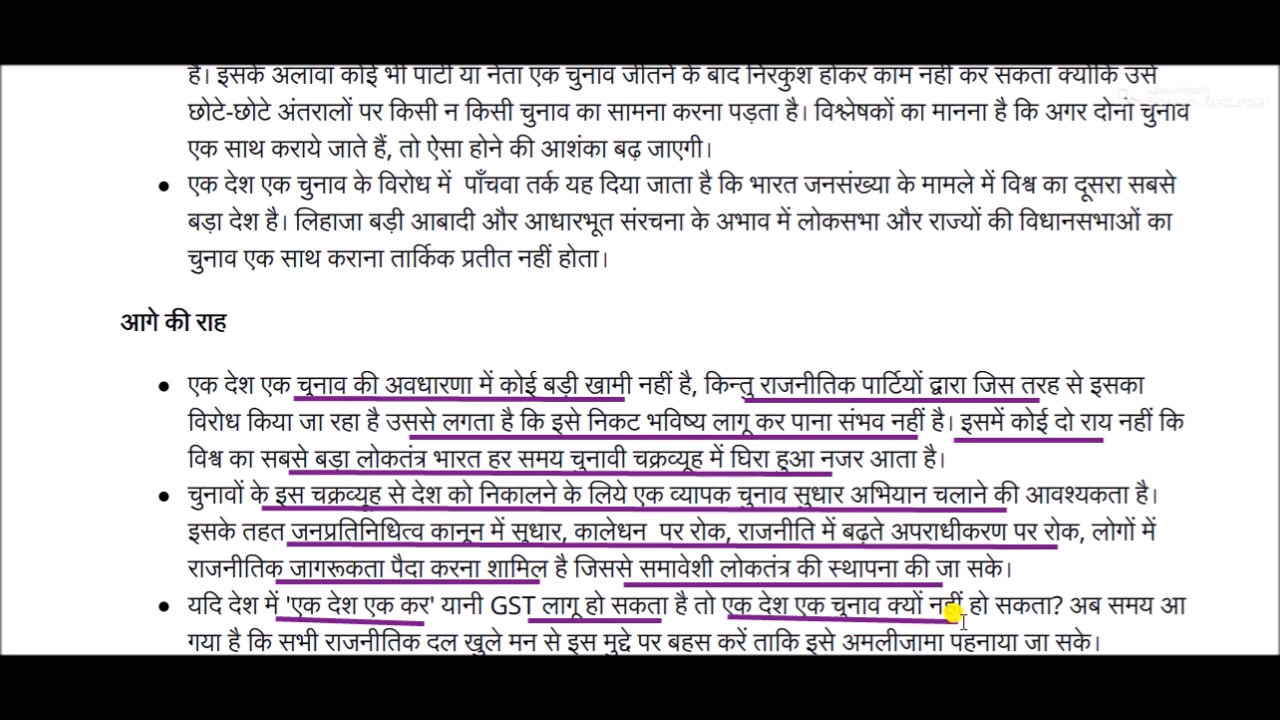 है। इसके अलावा कोई भी पार्टी या नेता एक चुनाव जीतने के बाद निरंकुश होकर काम नहीं कर सकता क्योंकि उसे
छोटे-छोटे अंतरालों पर किसी न किसी चुनाव का सामना करना पड़ता है। विश्लेषकों का मानना है कि अगर दोनों चुनाव
एक साथ कराये जाते हैं, तो ऐसा होने की आशंका बढ़ जाएगी।
● एक देश एक चुनाव के विरोध में पाँचवा तर्क यह दिया जाता है कि भारत जनसंख्या के मामले में विश्व का दूसरा सबसे
बड़ा देश है। लिहाजा बड़ी आबादी और आधारभूत संरचना के अभाव में लोकसभा और राज्यों की विधानसभाओं का
चुनाव एक साथ कराना तार्किक प्रतीत नहीं होता।
आगे की राह
● एक देश एक चुनाव की अवधारणा में कोई बड़ी खामी नहीं है, किन्तु राजनीतिक पार्टियों द्वारा जिस तरह से इसका
विरोध किया जा रहा है उससे लगता है कि इसे निकट भविष्य लागू कर पाना संभव नहीं है। इसमें कोई दो राय नहीं कि
विश्व का सबसे बड़ा लोकतंत्र भारत हर समय चुनावी चक्रव्यूह में घिरा हुआ नजर आता है।
● चुनावों के इस चक्रव्यूह से देश को निकालने के लिये एक व्यापक चुनाव सुधार अभियान चलाने की आवश्यकता है।
इसके तहत जनप्रतिनिधित्व कानून में सुधार, कालेधन पर रोक, राजनीति में बढ़ते अपराधीकरण पर रोक, लोगों में
राजनीतिक जागरूकता पैदा करना शामिल है जिससे समावेशी लोकतंत्र की स्थापना की जा सके।
● यदि देश में 'एक देश एक कर' यानी GST लागू हो सकता है तो एक देश एक चुनाव क्यों नहीं हो सकता? अब समय आ
गया है कि सभी राजनीतिक दल खुले मन से इस मुद्दे पर बहस करें ताकि इसे अमलीजामा पहनाया जा सके।